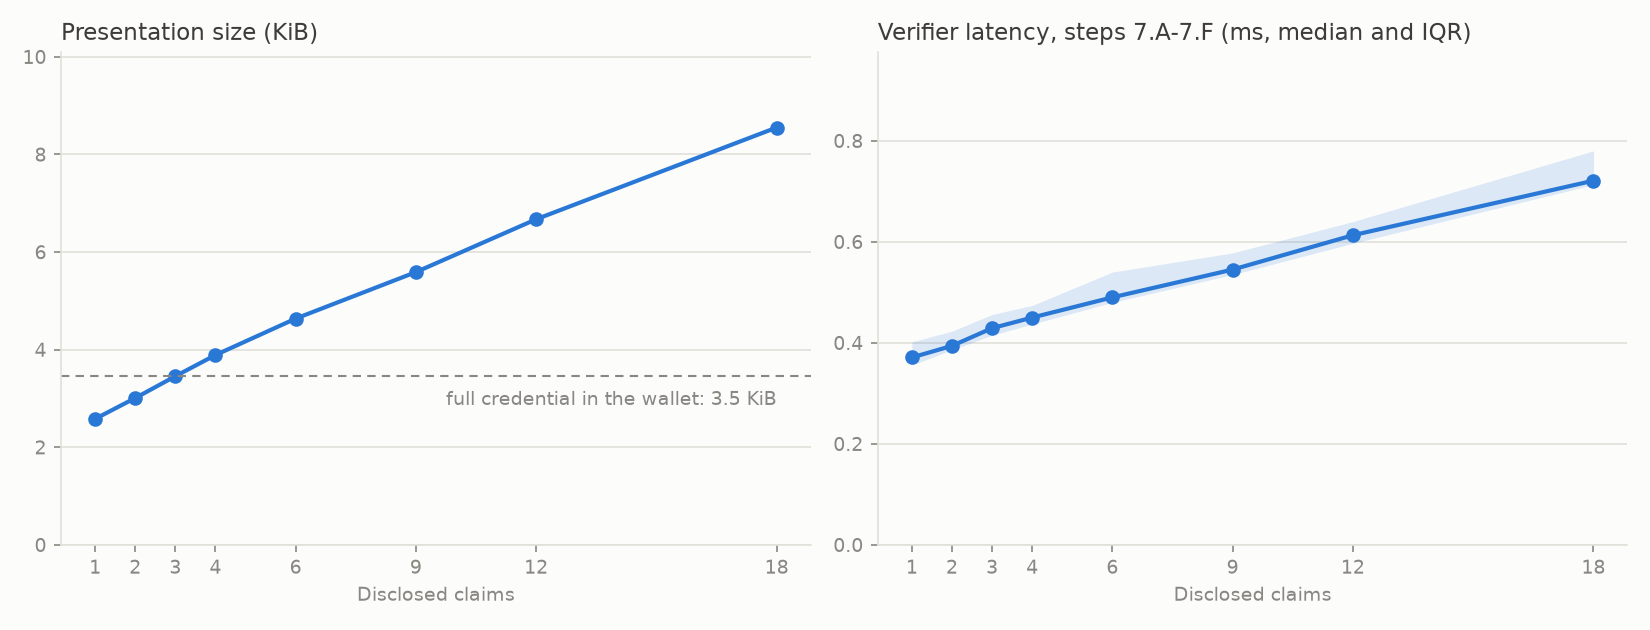 Presentation size (KiB)
10
8
6
4
2
0
full credential in the wallet: 3.5 KiB
1 2 3 4 6 9 12 18
Disclosed claims
Verifier latency, steps 7.A-7.F (ms, median and IQR)
0.8
0.6
0.4
0.2
0.0
1 2 3 4 6 9 12 18
Disclosed claims